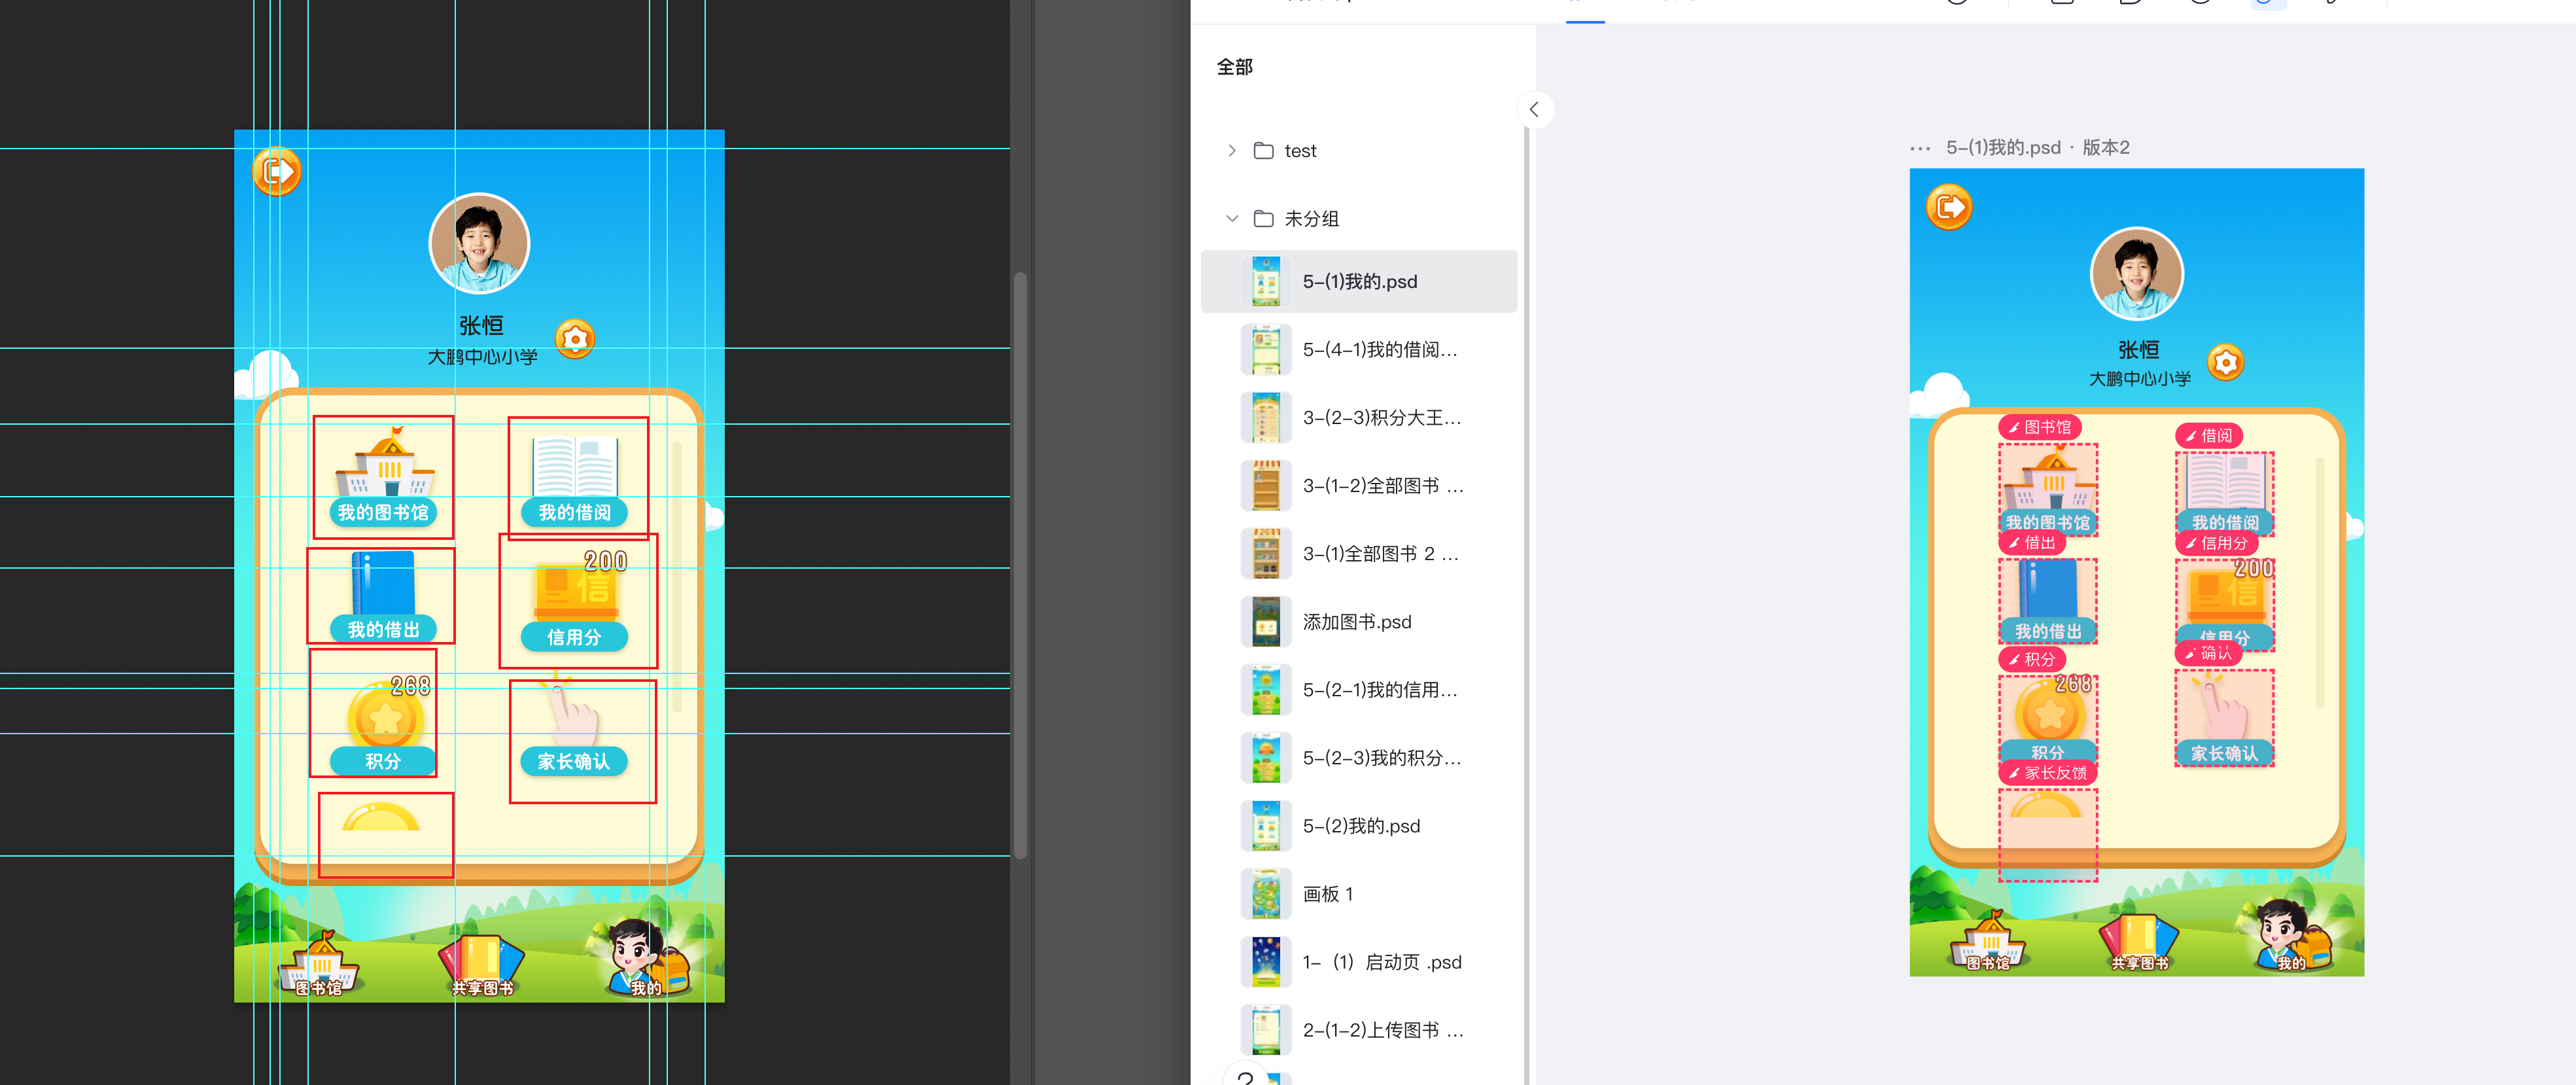 张恒
大鹏中心小学
我的图书馆
我的借阅
200
信
我的借出
信用分
268
积分
家长确认
图书馆
共享图书
我的
全部
test
未分组
5-(1)我的.psd
5-(4-1)我的借阅...
3-(2-3)积分大王...
3-(1-2)全部图书 ...
3-(1)全部图书 2 ...
添加图书.psd
5-(2-1)我的信用...
5-(2-3)我的积分...
5-(2)我的.psd
画板 1
1-（1）启动页 .psd
2-(1-2)上传图书 ...
5-(1)我的.psd · 版本2
张恒
大鹏中心小学
图书馆
借阅
我的图书馆
我的借阅
借出
信用分
200
信
我的借出
信用分
积分
确认
268
积分
家长确认
家长反馈
图书馆
共享图书
我的